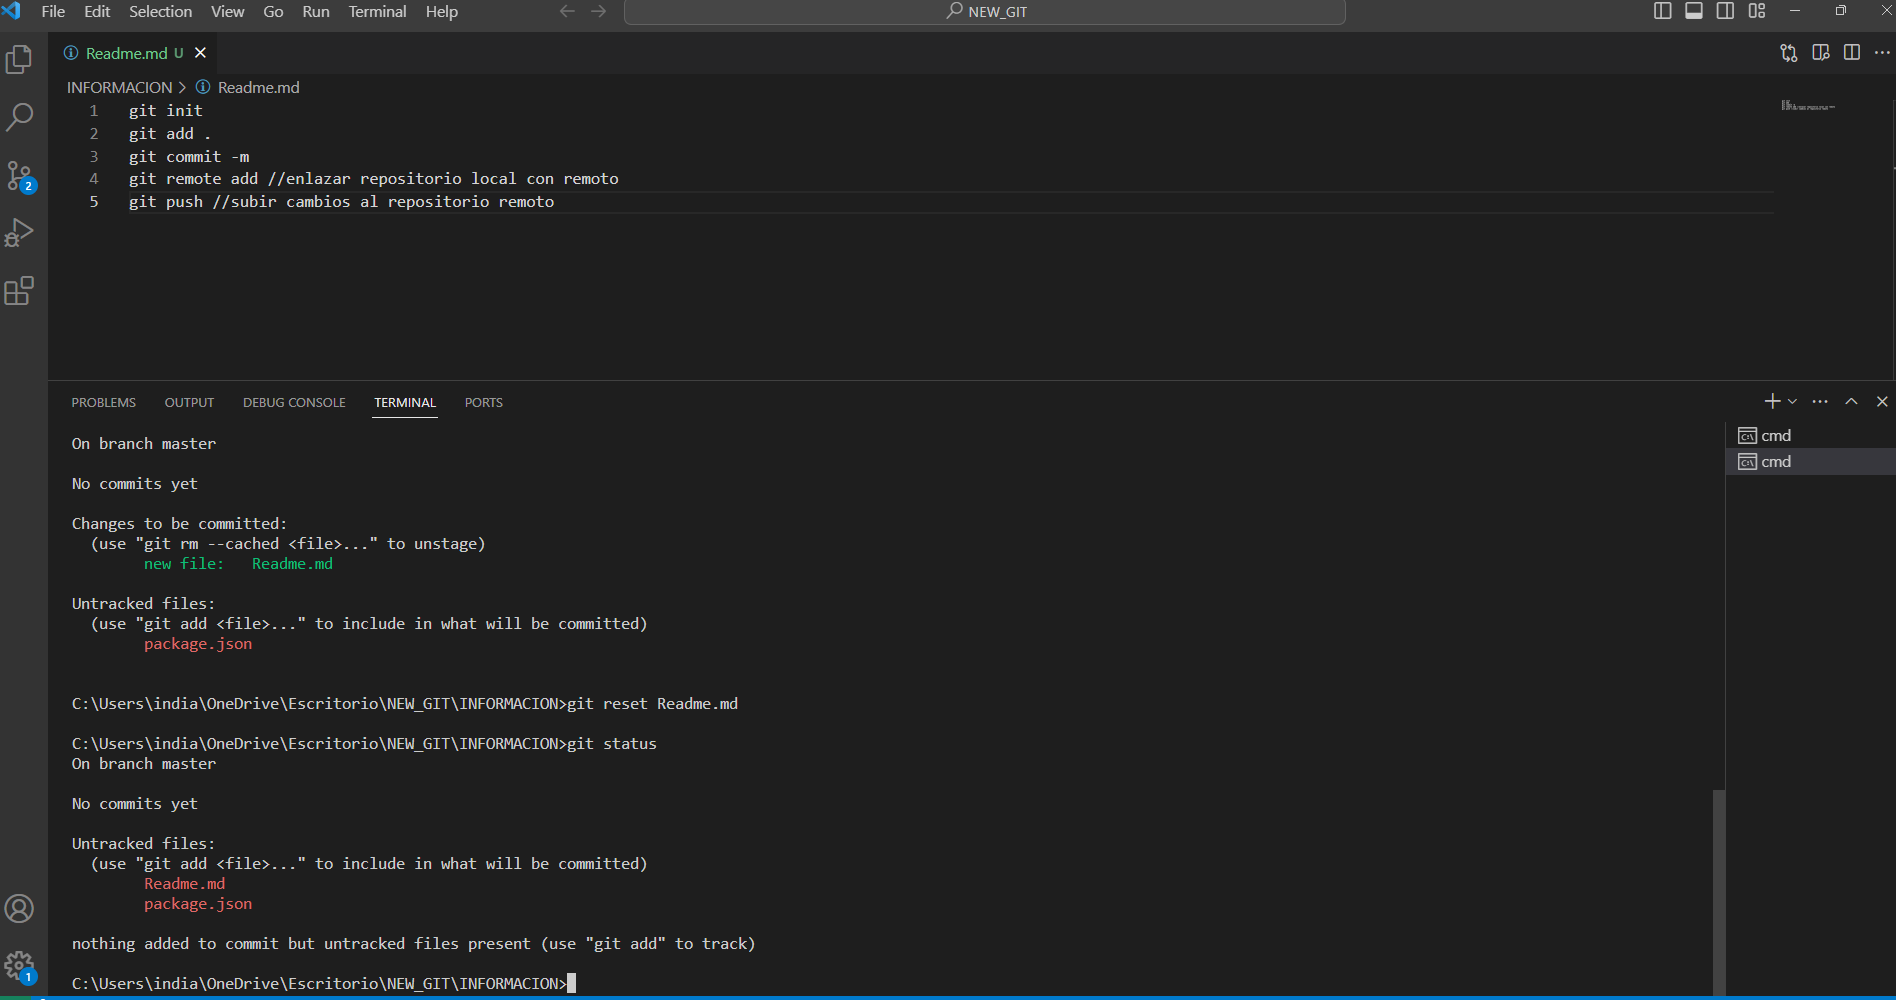 File Edit Selection View Go Run Terminal Help NEW_GIT
Readme.md U
INFORMACION > Readme.md
1 git init
2 git add .
3 git commit -m
4 git remote add //enlazar repositorio local con remoto
5 git push //subir cambios al repositorio remoto
2
PROBLEMS OUTPUT DEBUG CONSOLE TERMINAL PORTS
cmd
cmd
On branch master
No commits yet
Changes to be committed:
(use "git rm --cached <file>..." to unstage)
new file: Readme.md
Untracked files:
(use "git add <file>..." to include in what will be committed)
package.json
C:\Users\india\OneDrive\Escritorio\NEW_GIT\INFORMACION>git reset Readme.md
C:\Users\india\OneDrive\Escritorio\NEW_GIT\INFORMACION>git status
On branch master
No commits yet
Untracked files:
(use "git add <file>..." to include in what will be committed)
Readme.md
package.json
nothing added to commit but untracked files present (use "git add" to track)
1
C:\Users\india\OneDrive\Escritorio\NEW_GIT\INFORMACION>